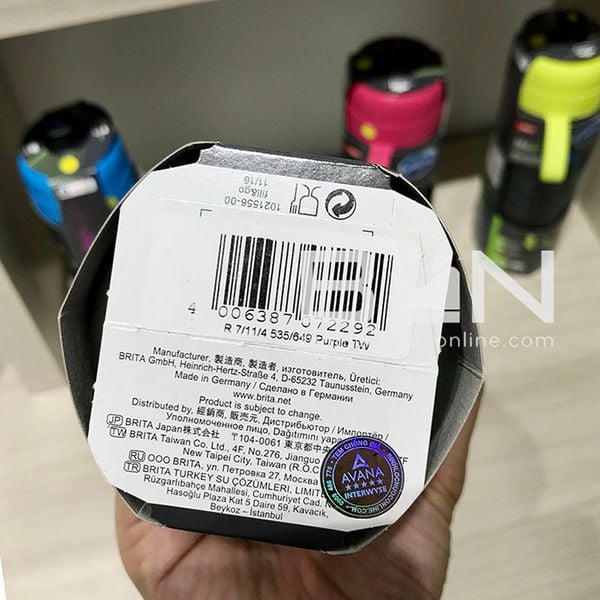 1021556-00
fill&go
11/16
4 006387 072292
R 7/11/4 535/649 Purple TW
Manufacturer, 製造商, 製造者, изготовитель, Üretici:
BRITA GmbH, Heinrich-Hertz-Straße 4, D-65232 Taunusstein, Germany
Made in Germany / Сделано в Германии
www.brita.net
Product is subject to change.
Distributed by, 經銷商, 販売元, Дистрибьютор / Импортёр /
Уполномоченное лицо, Dağıtımını
JP BRITA Japan株式会社 〒104-0061 東京都中央
TW BRITA Taiwan Co. Ltd., 27E, No. 276, Jianguo
New Taipei City, Taiwan (R.O.C
RU ООО BRITA, ул. Петровка 27, Москва
TR BRITA TURKEY SU ÇÖZÜMLERİ, LIMIT
Rüzgarlıbahçe Mahallesi, Cumhuriyet Cad.
Hasoğlu Plaza Kat 5 Daire 59, Kavacık,
Beykoz – İstanbul
TEM CHỐNG GIẢ
AVANA
INTERWYSE